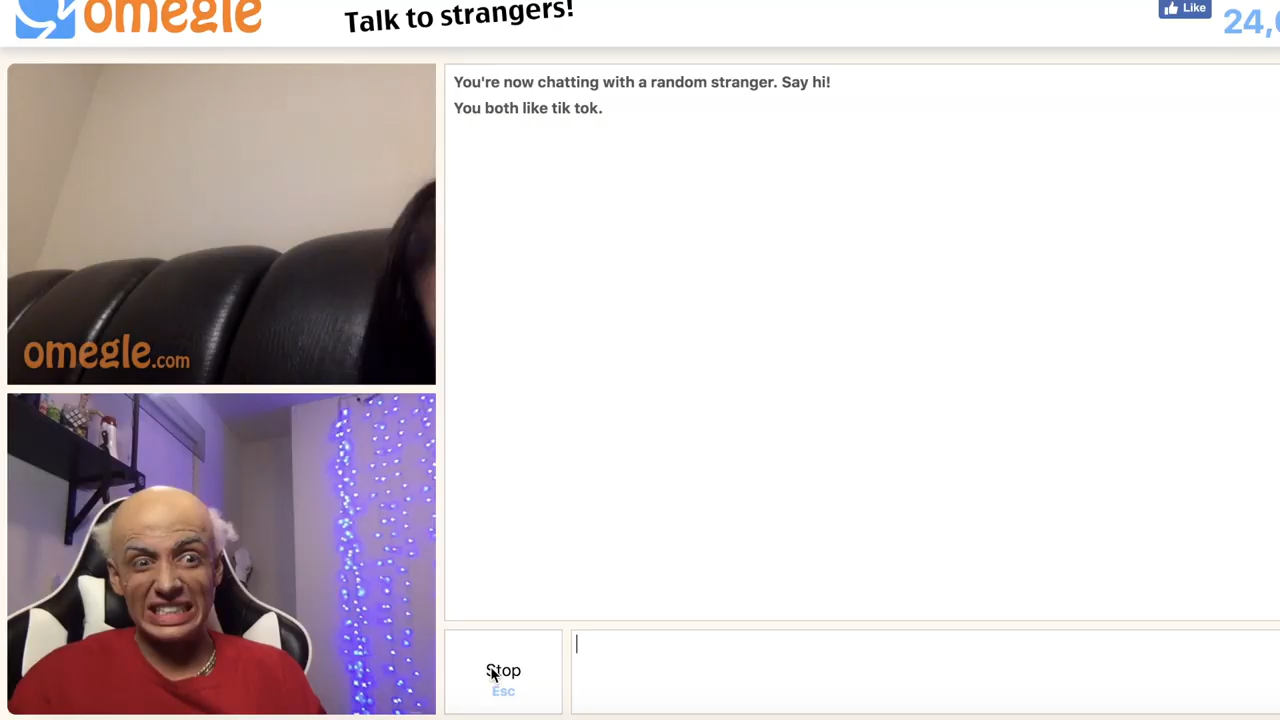 omegle
Talk to strangers!
Like
24,
You're now chatting with a random stranger. Say hi!
You both like tik tok.
omegle.com
Stop
Esc